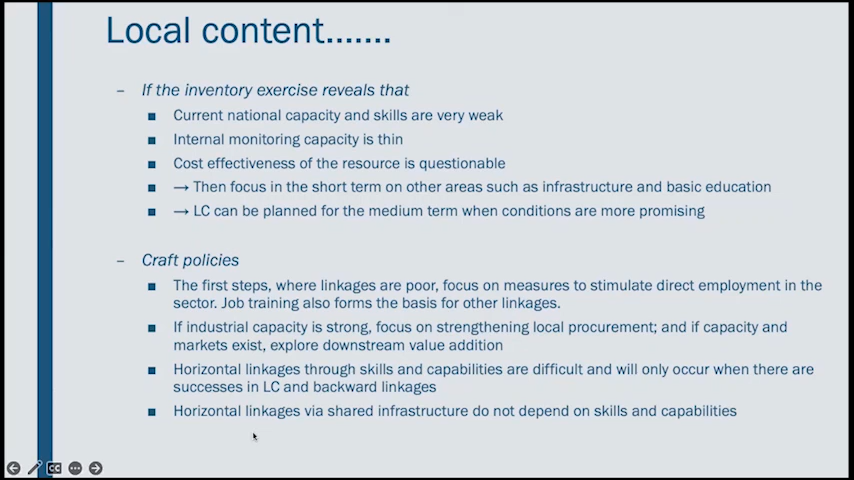 Local content.......
– If the inventory exercise reveals that
■ Current national capacity and skills are very weak
■ Internal monitoring capacity is thin
■ Cost effectiveness of the resource is questionable
■ → Then focus in the short term on other areas such as infrastructure and basic education
■ → LC can be planned for the medium term when conditions are more promising
– Craft policies
■ The first steps, where linkages are poor, focus on measures to stimulate direct employment in the
sector. Job training also forms the basis for other linkages.
■ If industrial capacity is strong, focus on strengthening local procurement; and if capacity and
markets exist, explore downstream value addition
■ Horizontal linkages through skills and capabilities are difficult and will only occur when there are
successes in LC and backward linkages
■ Horizontal linkages via shared infrastructure do not depend on skills and capabilities
CC